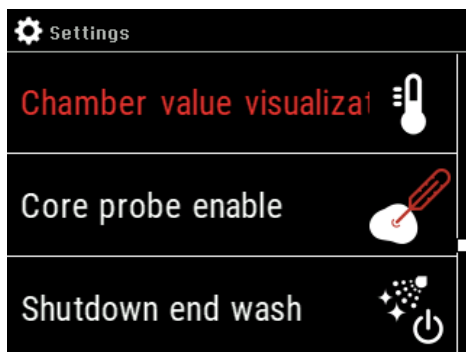 Settings
Chamber value visualizat
Core probe enable
Shutdown end wash